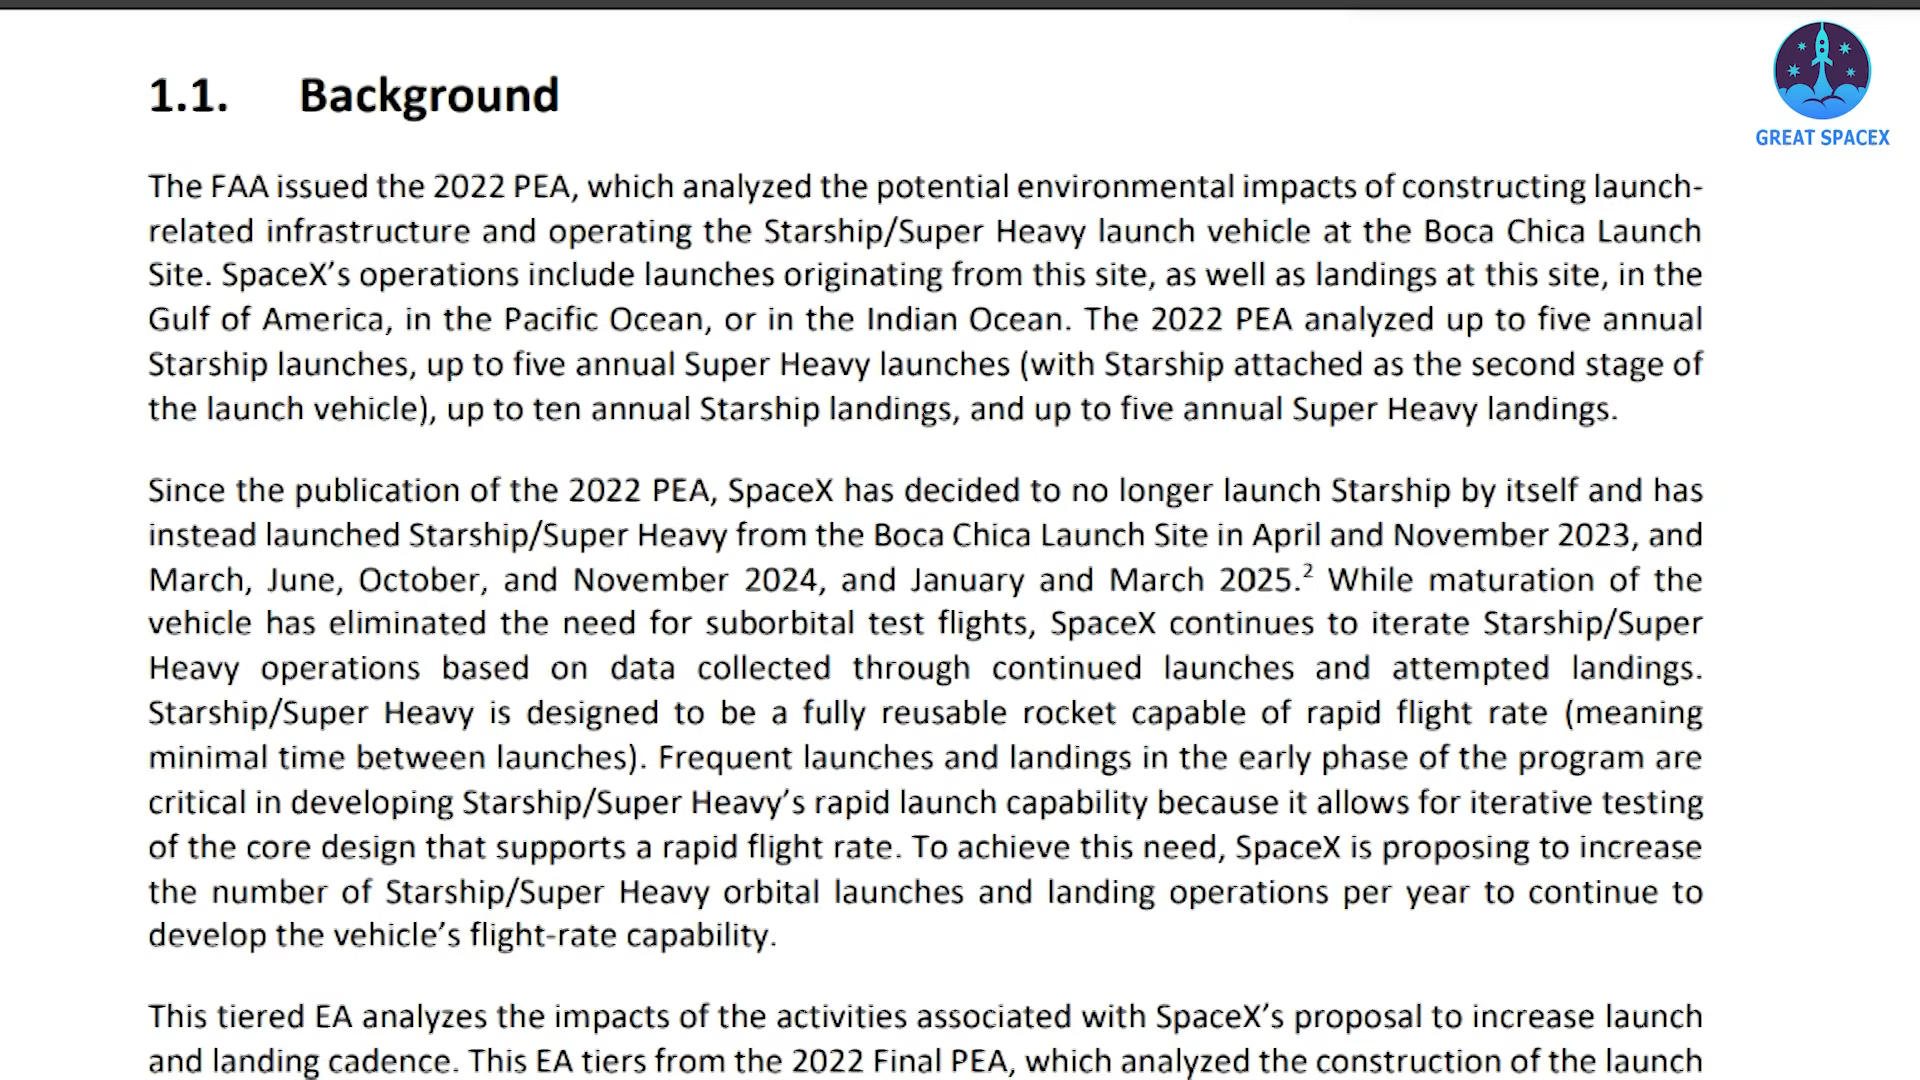 1.1. Background
GREAT SPACEX
The FAA issued the 2022 PEA, which analyzed the potential environmental impacts of constructing launch-
related infrastructure and operating the Starship/Super Heavy launch vehicle at the Boca Chica Launch
Site. SpaceX’s operations include launches originating from this site, as well as landings at this site, in the
Gulf of America, in the Pacific Ocean, or in the Indian Ocean. The 2022 PEA analyzed up to five annual
Starship launches, up to five annual Super Heavy launches (with Starship attached as the second stage of
the launch vehicle), up to ten annual Starship landings, and up to five annual Super Heavy landings.
Since the publication of the 2022 PEA, SpaceX has decided to no longer launch Starship by itself and has
instead launched Starship/Super Heavy from the Boca Chica Launch Site in April and November 2023, and
March, June, October, and November 2024, and January and March 2025.² While maturation of the
vehicle has eliminated the need for suborbital test flights, SpaceX continues to iterate Starship/Super
Heavy operations based on data collected through continued launches and attempted landings.
Starship/Super Heavy is designed to be a fully reusable rocket capable of rapid flight rate (meaning
minimal time between launches). Frequent launches and landings in the early phase of the program are
critical in developing Starship/Super Heavy’s rapid launch capability because it allows for iterative testing
of the core design that supports a rapid flight rate. To achieve this need, SpaceX is proposing to increase
the number of Starship/Super Heavy orbital launches and landing operations per year to continue to
develop the vehicle’s flight-rate capability.
This tiered EA analyzes the impacts of the activities associated with SpaceX’s proposal to increase launch
and landing cadence. This EA tiers from the 2022 Final PEA, which analyzed the construction of the launch